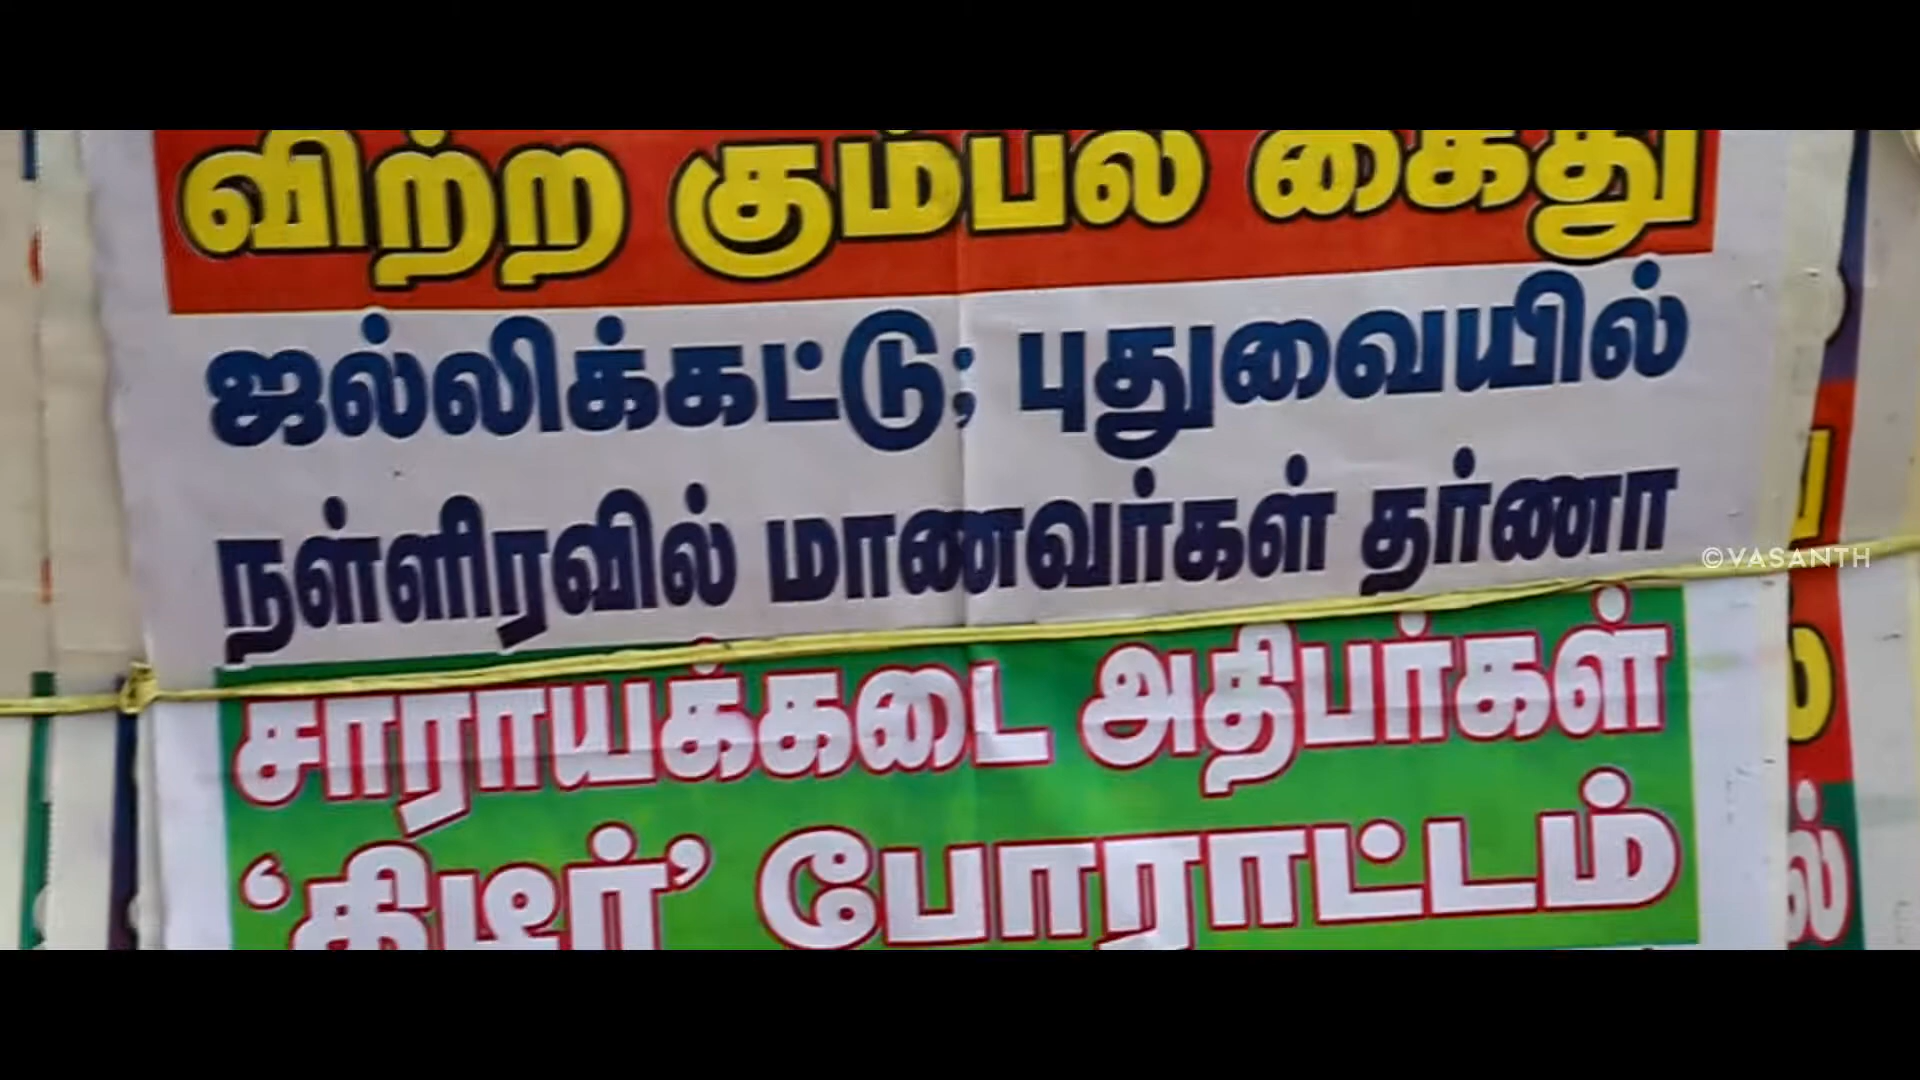 விற்ற கும்பல் கைது
ஜல்லிக்கட்டு; புதுவையில்
நள்ளிரவில் மாணவர்கள் தர்ணா
©VASANTH
சாராயக்கடை அதிபர்கள்
‘திடீர்’ போராட்டம்